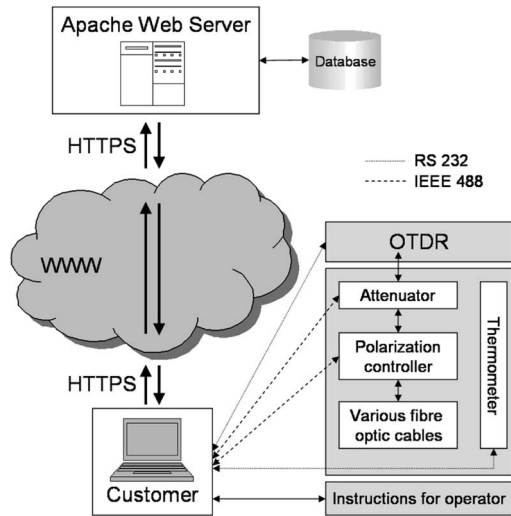 Apache Web Server
Database
HTTPS
RS 232
IEEE 488
WWW
OTDR
Attenuator
Polarization
controller
Various fibre
optic cables
Thermometer
HTTPS
Customer
Instructions for operator